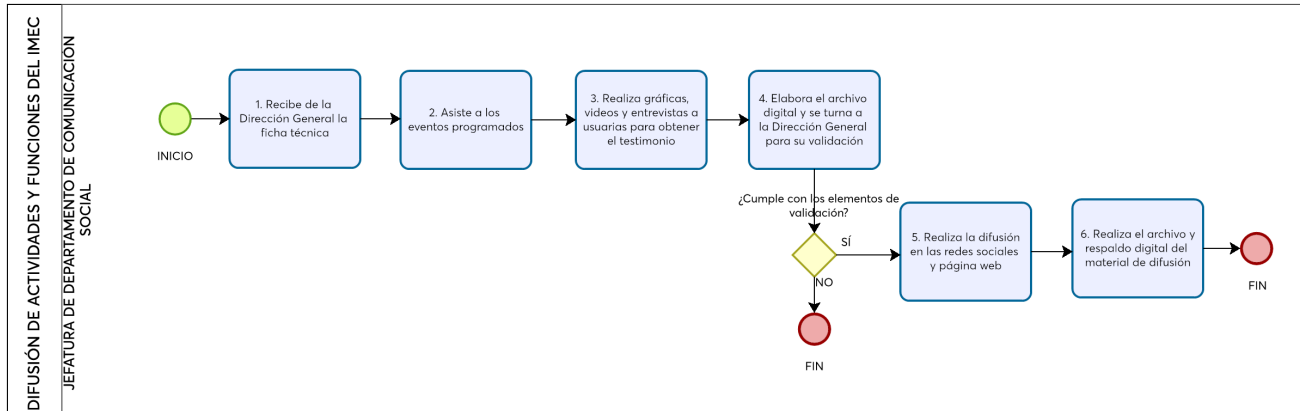 DIFUSIÓN DE ACTIVIDADES Y FUNCIONES DEL IMEC
JEFATURA DE DEPARTAMENTO DE COMUNICACIÓN
SOCIAL
INICIO
1. Recibe de la
Dirección General la
ficha técnica
2. Asiste a los
eventos programados
3. Realiza gráficas,
videos y entrevistas a
usuarias para obtener
el testimonio
4. Elabora el archivo
digital y se turna a
la Dirección General
para su validación
¿Cumple con los elementos de
validación?
SÍ
NO
FIN
5. Realiza la difusión
en las redes sociales
y página web
6. Realiza el archivo y
respaldo digital del
material de difusión
FIN